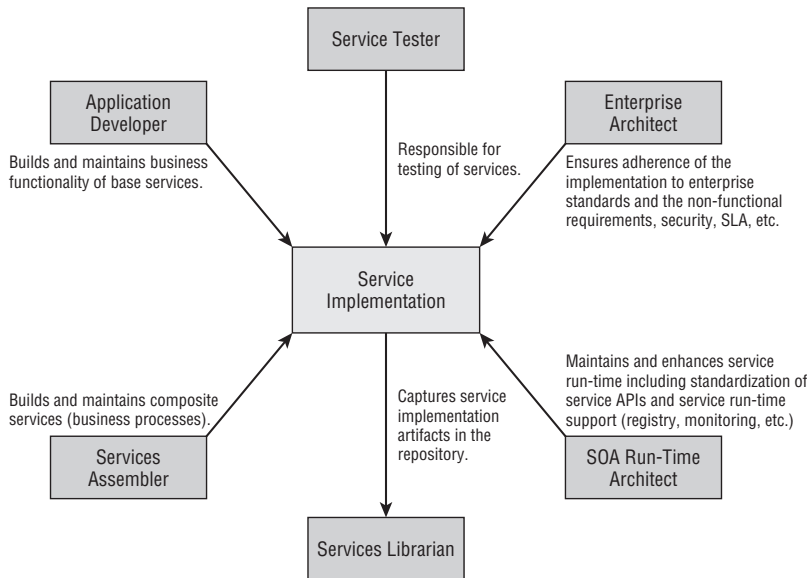 Service Tester
Application
Developer
Enterprise
Architect
Builds and maintains business
functionality of base services.
Responsible for
testing of services.
Ensures adherence of the
implementation to enterprise
standards and the non-functional
requirements, security, SLA, etc.
Service
Implementation
Builds and maintains composite
services (business processes).
Captures service
implementation
artifacts in the
repository.
Maintains and enhances service
run-time including standardization of
service APIs and service run-time
support (registry, monitoring, etc.)
Services
Assembler
SOA Run-Time
Architect
Services Librarian